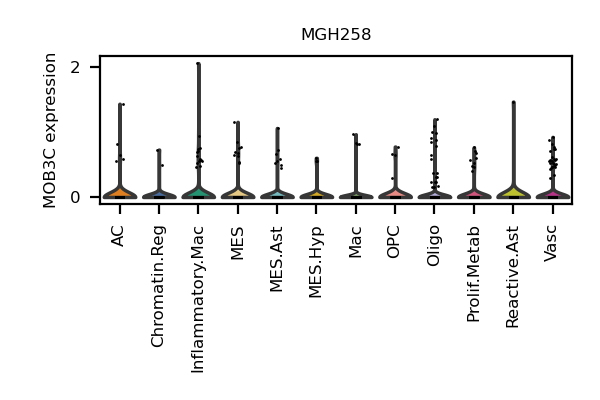 MGH258
MOB3C expression
2
0
AC
Chromatin.Reg
Inflammatory.Mac
MES
MES.Ast
MES.Hyp
Mac
OPC
Oligo
Prolif.Metab
Reactive.Ast
Vasc